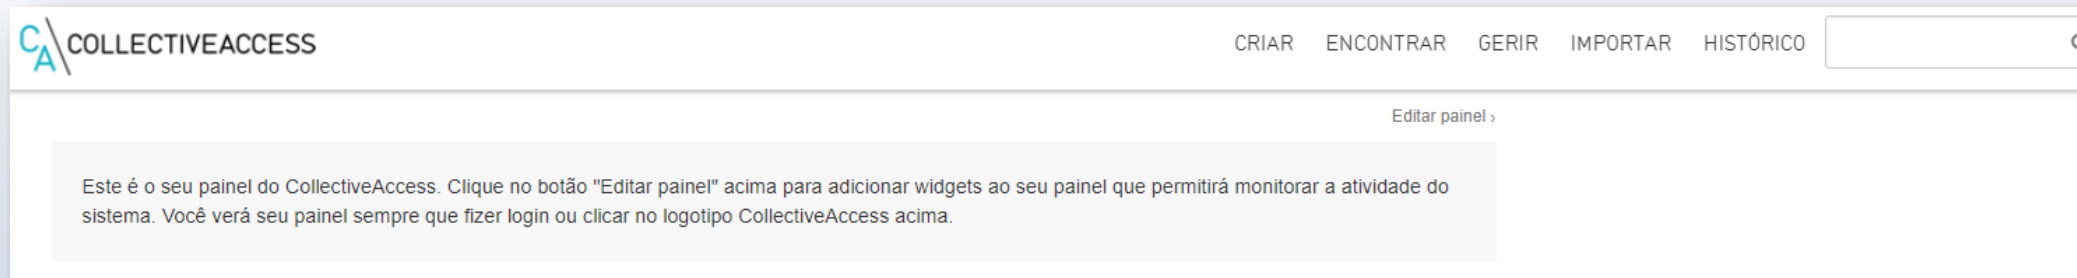 CA COLLECTIVEACCESS
CRIAR ENCONTRAR GERIR IMPORTAR HISTÓRICO
Editar painel ›
Este é o seu painel do CollectiveAccess. Clique no botão "Editar painel" acima para adicionar widgets ao seu painel que permitirá monitorar a atividade do
sistema. Você verá seu painel sempre que fizer login ou clicar no logotipo CollectiveAccess acima.